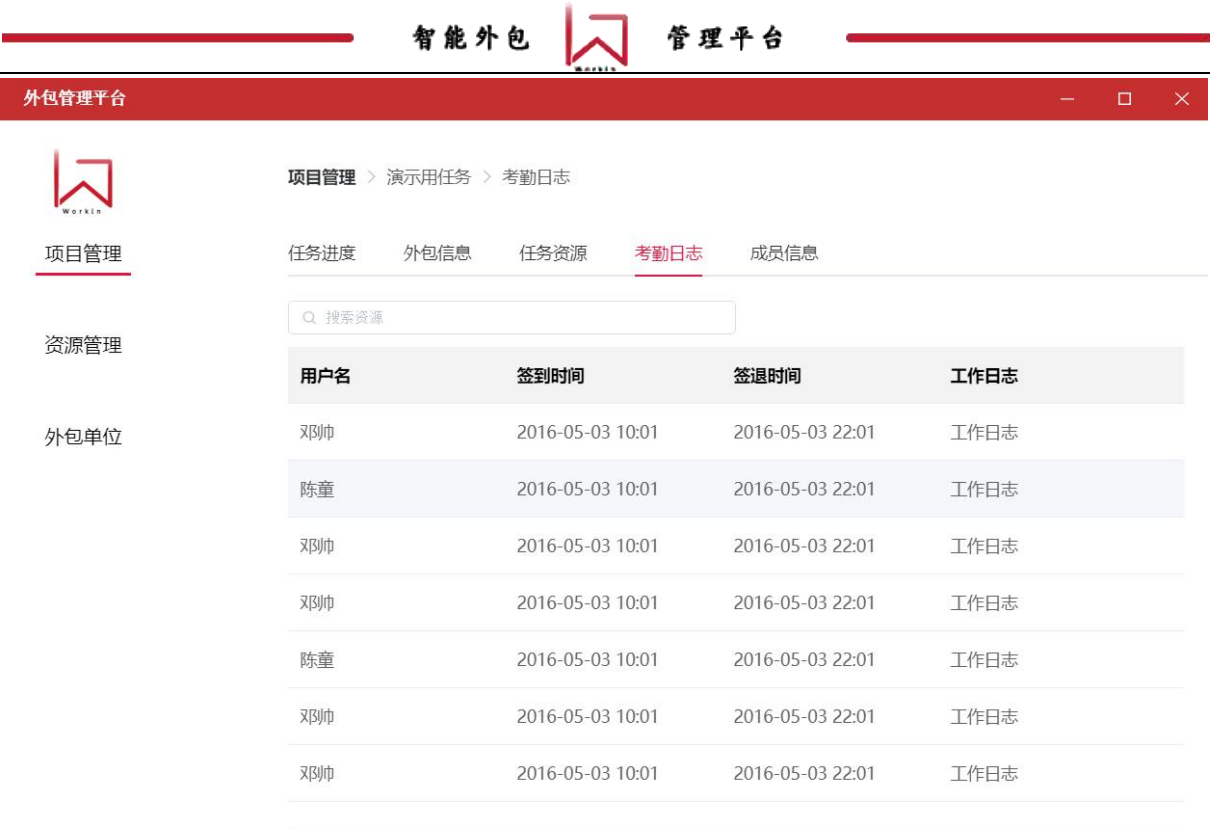 智能外包 WorkIn 管理平台
外包管理平台
WorkIn
项目管理 > 演示用任务 > 考勤日志
项目管理
资源管理
外包单位
任务进度 外包信息 任务资源 考勤日志 成员信息
搜索资源
用户名 签到时间 签退时间 工作日志
邓帅 2016-05-03 10:01 2016-05-03 22:01 工作日志
陈童 2016-05-03 10:01 2016-05-03 22:01 工作日志
邓帅 2016-05-03 10:01 2016-05-03 22:01 工作日志
邓帅 2016-05-03 10:01 2016-05-03 22:01 工作日志
陈童 2016-05-03 10:01 2016-05-03 22:01 工作日志
邓帅 2016-05-03 10:01 2016-05-03 22:01 工作日志
邓帅 2016-05-03 10:01 2016-05-03 22:01 工作日志